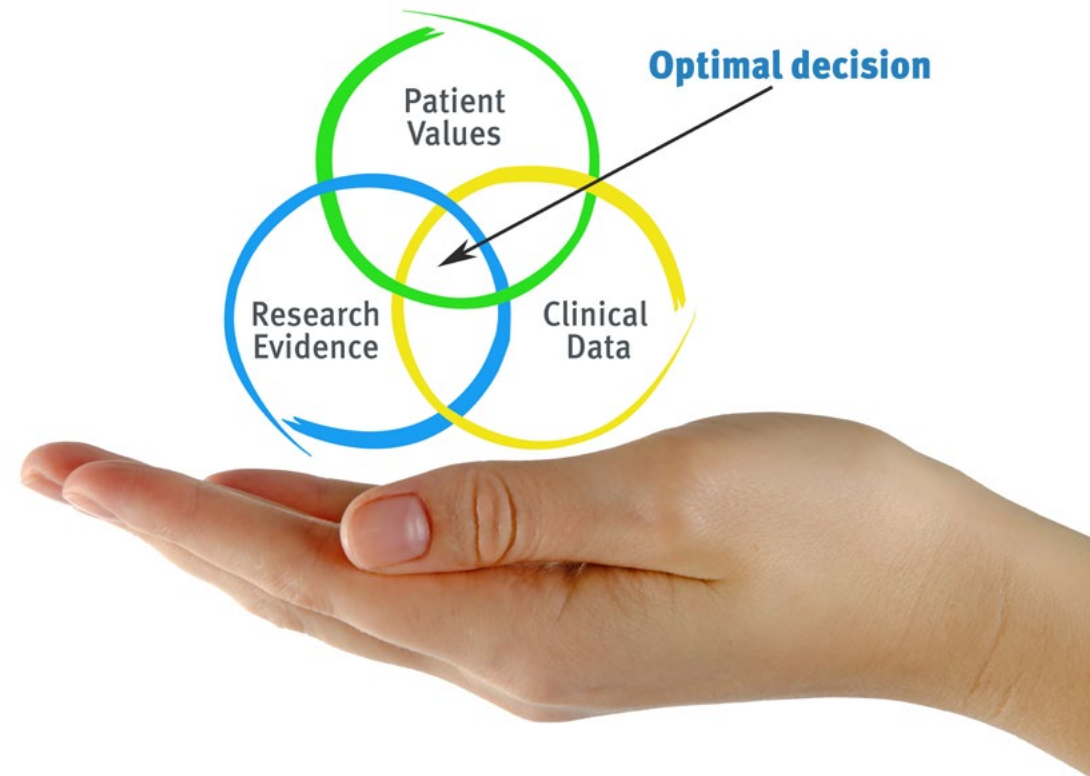 Optimal decision
Patient
Values
Research
Evidence
Clinical
Data